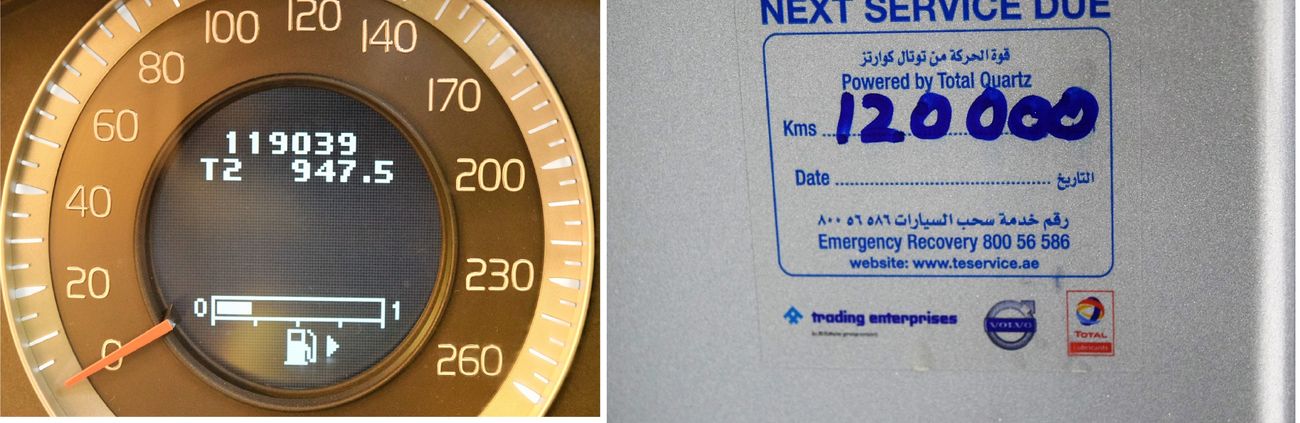 0
20
40
60
80
100
120
140
170
200
230
260
119039
T2 947.5
0 1
NEXT SERVICE DUE
قوة الحركة من توتال كوارتز
Powered by Total Quartz
Kms 120000
Date التاريخ
رقم خدمة سحب السيارات ٨٠٠ ٥٦ ٥٨٦
Emergency Recovery 800 56 586
website: www.teservice.ae
trading enterprises
VOLVO
TOTAL
Lubricants